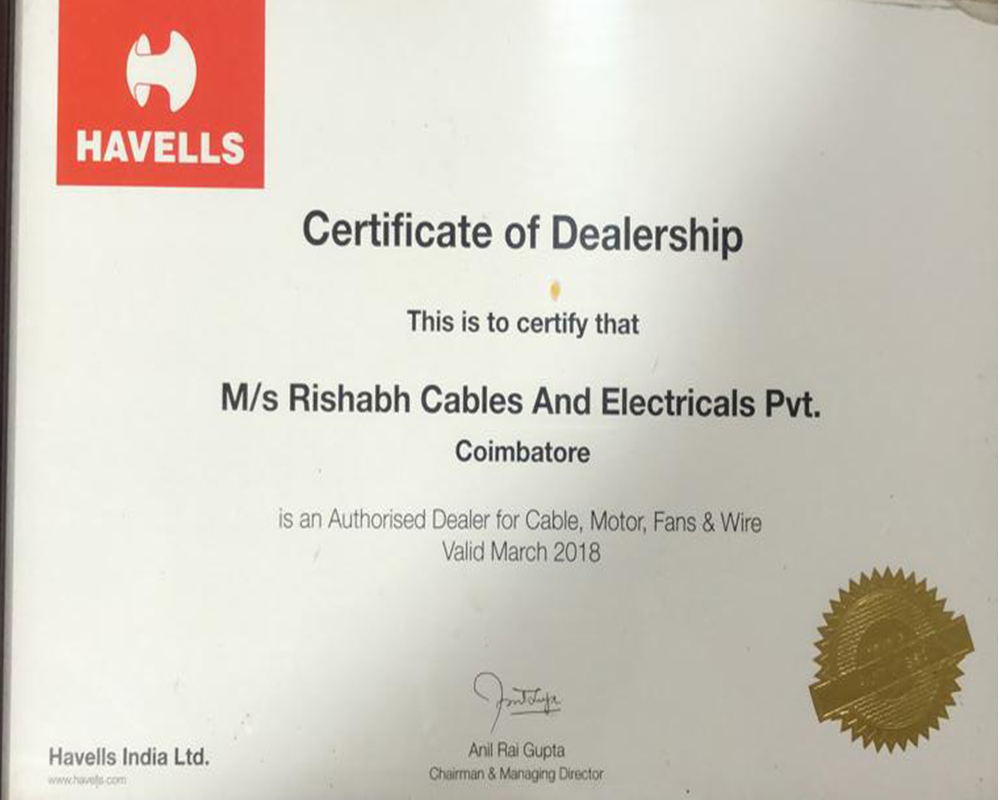 HAVELLS
Certificate of Dealership
This is to certify that
M/s Rishabh Cables And Electricals Pvt.
Coimbatore
is an Authorised Dealer for Cable, Motor, Fans & Wire
Valid March 2018
Anil Rai Gupta
Chairman & Managing Director
Havells India Ltd.
www.havells.com